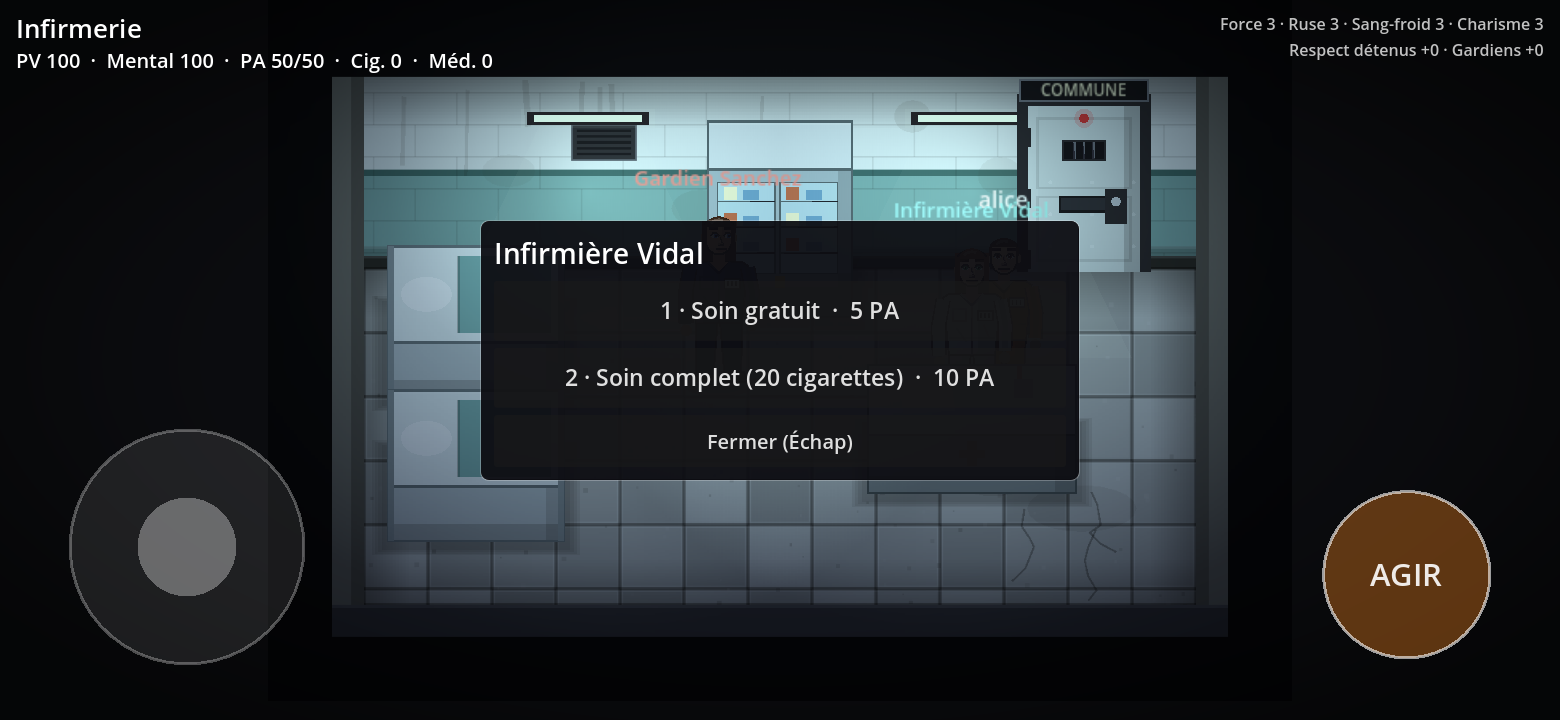 Infirmerie
PV 100 · Mental 100 · PA 50/50 · Cig. 0 · Méd. 0
Force 3 · Ruse 3 · Sang-froid 3 · Charisme 3
Respect détenus +0 · Gardiens +0
COMMUNE
Gardien Sanchez
alice
Infirmière Vidal
Infirmière Vidal
1 · Soin gratuit · 5 PA
2 · Soin complet (20 cigarettes) · 10 PA
Fermer (Échap)
AGIR